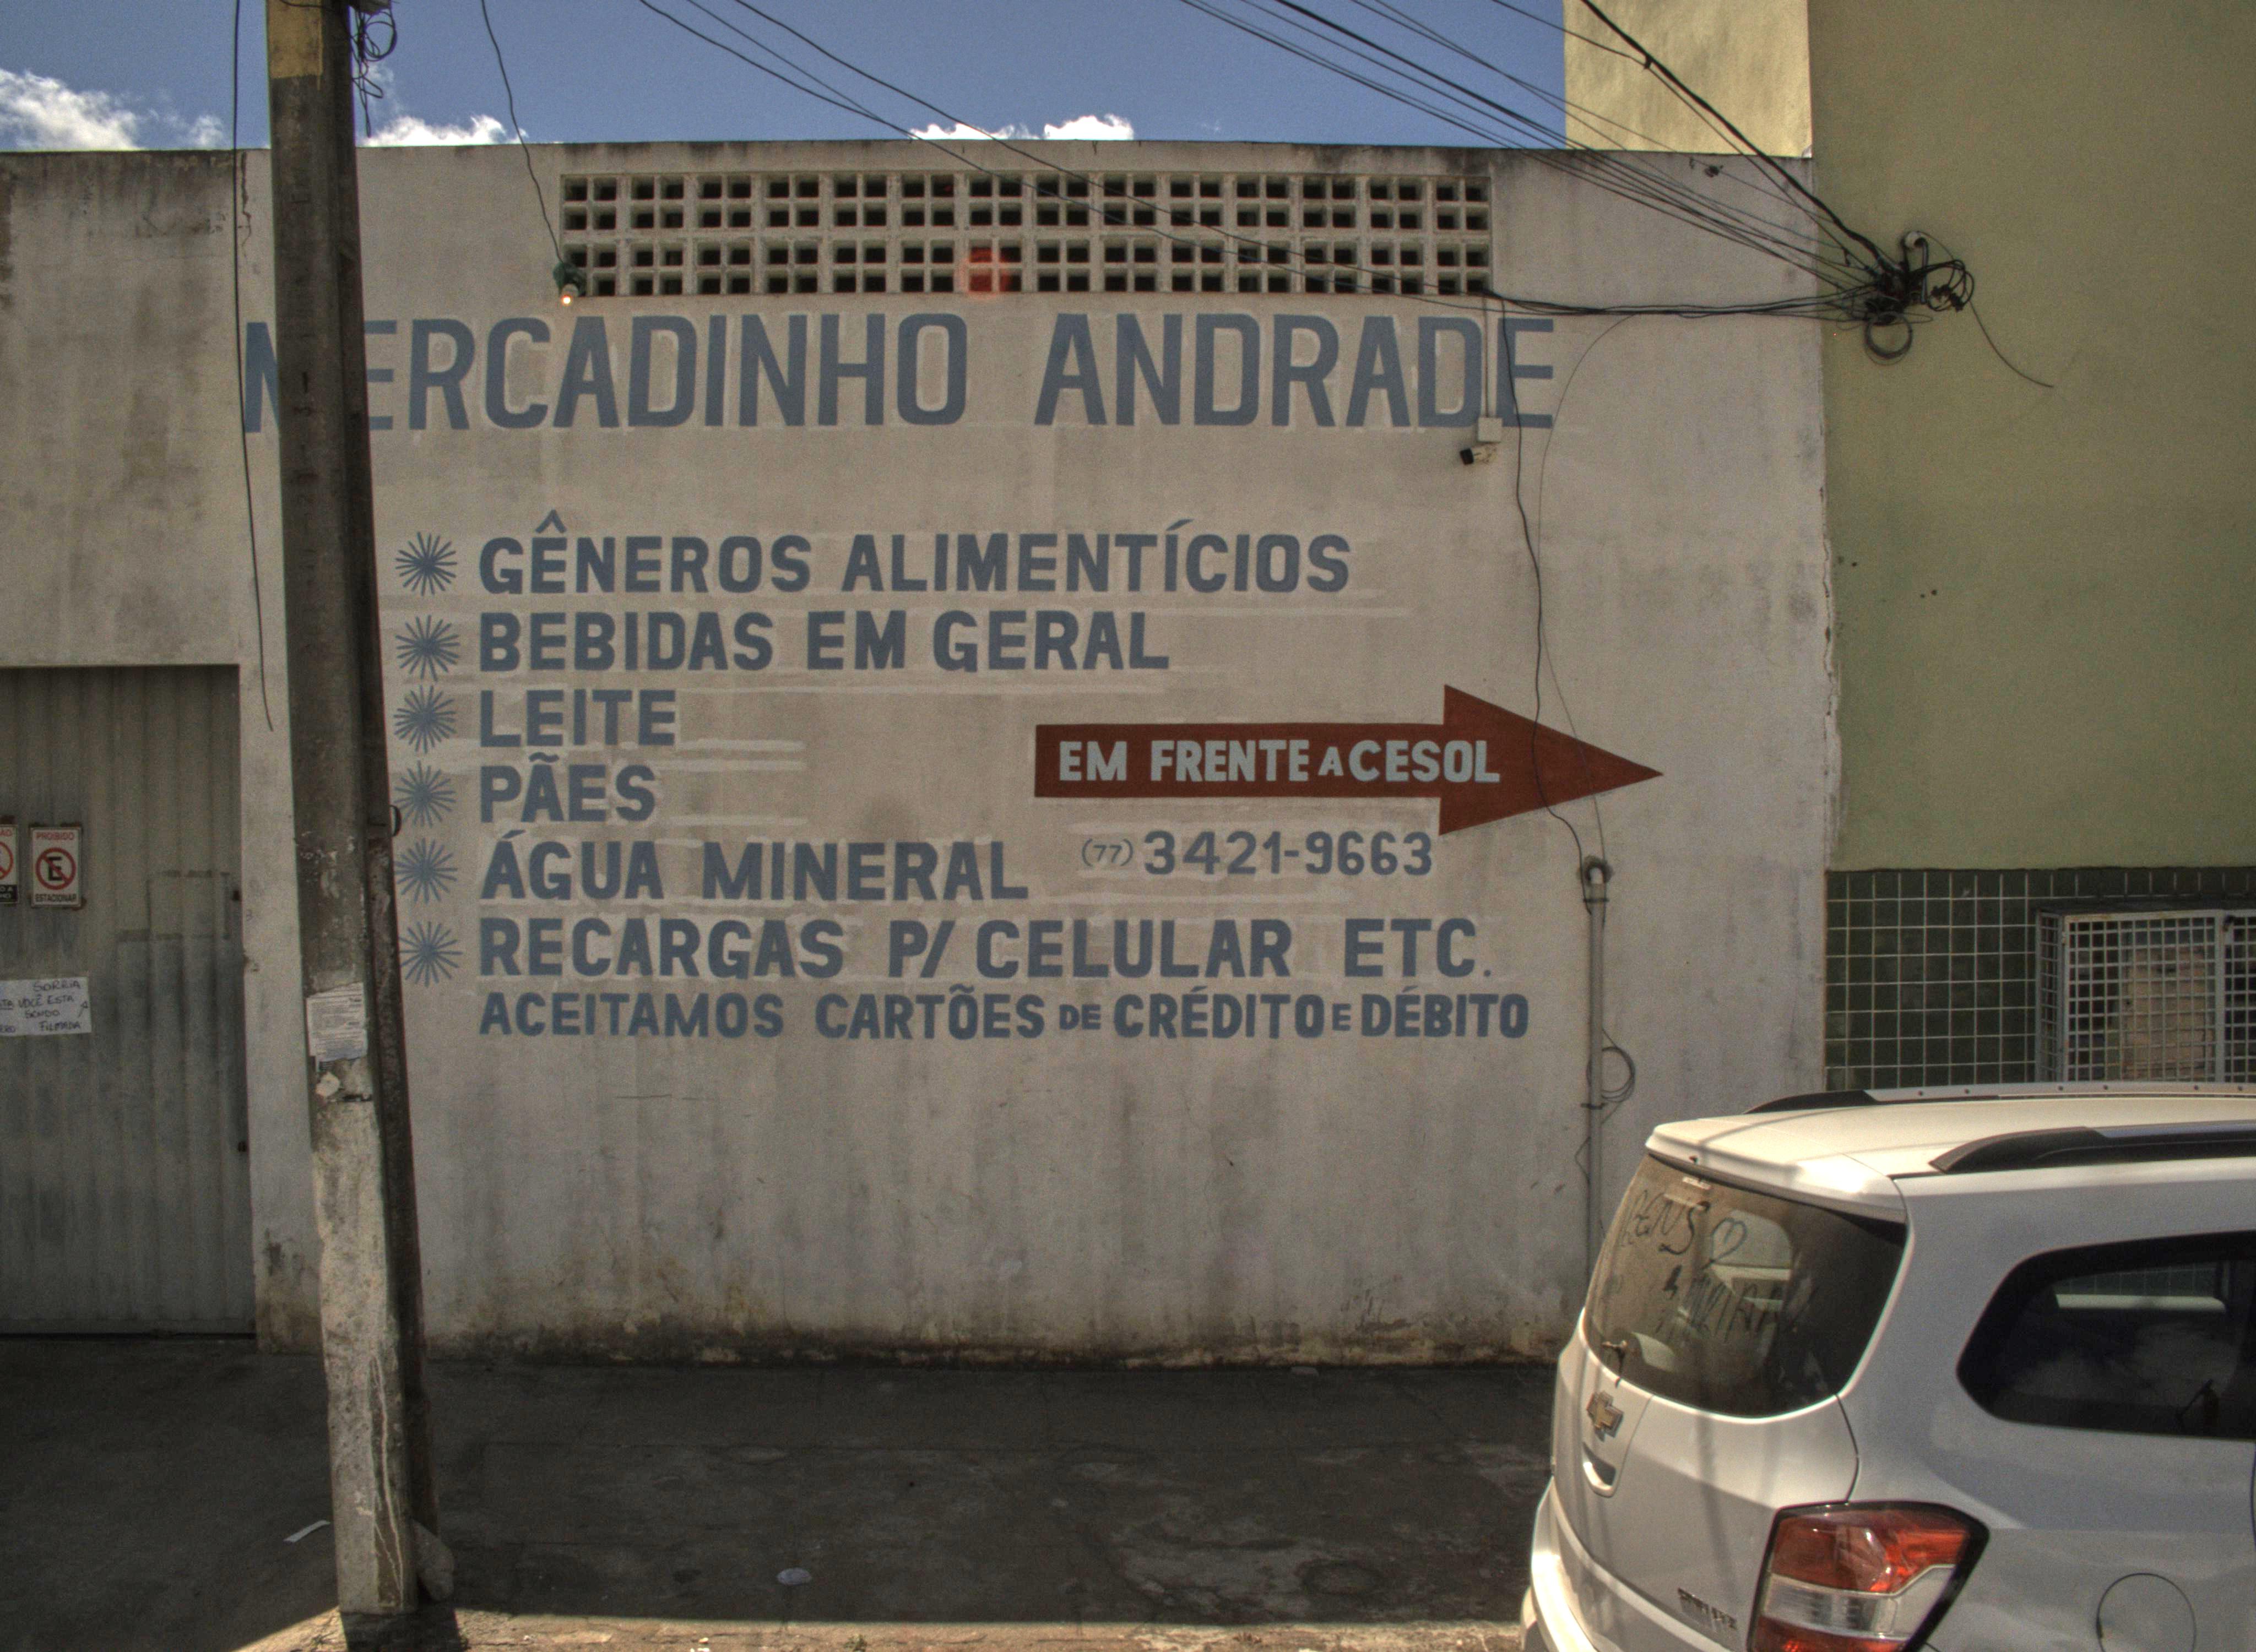 MERCADINHO ANDRADE
GÊNEROS ALIMENTÍCIOS
BEBIDAS EM GERAL
LEITE
PÃES
EM FRENTE A CESOL
ÁGUA MINERAL
(77) 3421-9663
RECARGAS P/ CELULAR ETC.
ACEITAMOS CARTÕES DE CRÉDITO E DÉBITO
PROIBIDO
E
ESTACIONAR
SORRIA
VOCÊ ESTÁ
SENDO
FILMADA